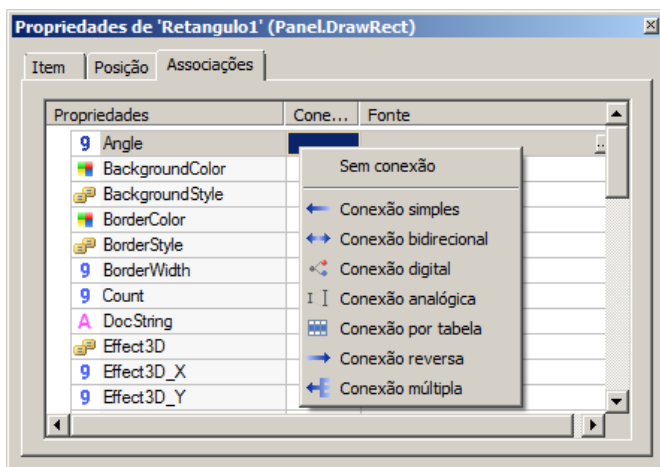 Propriedades de 'Retangulo1' (Panel.DrawRect)
Item Posição Associações
Propriedades Cone... Fonte
Angle ...
BackgroundColor
BackgroundStyle
BorderColor
BorderStyle
BorderWidth
Count
DocString
Effect3D
Effect3D_X
Effect3D_Y
Sem conexão
Conexão simples
Conexão bidirecional
Conexão digital
Conexão analógica
Conexão por tabela
Conexão reversa
Conexão múltipla